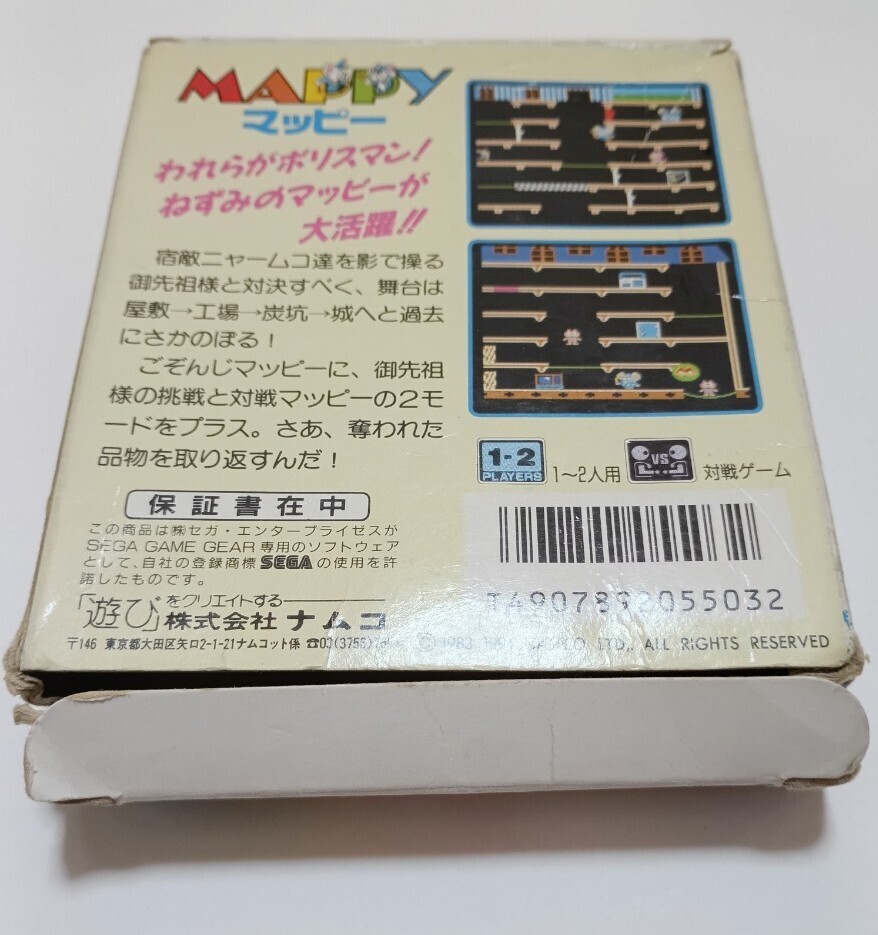 MAPPY
マッピー
われらがポリスマン!
ねずみのマッピーが
大活躍!!
宿敵ニャームコ達を影で操る
御先祖様と対決すべく、舞台は
屋敷→工場→炭坑→城へと過去
にさかのぼる!
ごぞんじマッピーに、御先祖
様の挑戦と対戦マッピーの2モ
ードをプラス。さあ、奪われた
品物を取り返すんだ!
1-2
PLAYERS
1〜2人用
VS
対戦ゲーム
保証書在中
この商品は㈱セガ・エンタープライゼスが
SEGA GAME GEAR専用のソフトウェア
として、自社の登録商標SEGAの使用を許
諾したものです。
T4907892055032
「遊び」をクリエイトする
株式会社ナムコ
〒146 東京都大田区矢口2-1-21ナムコット係 ☎03(3756)
©1983 1991 NAMCO LTD., ALL RIGHTS RESERVED